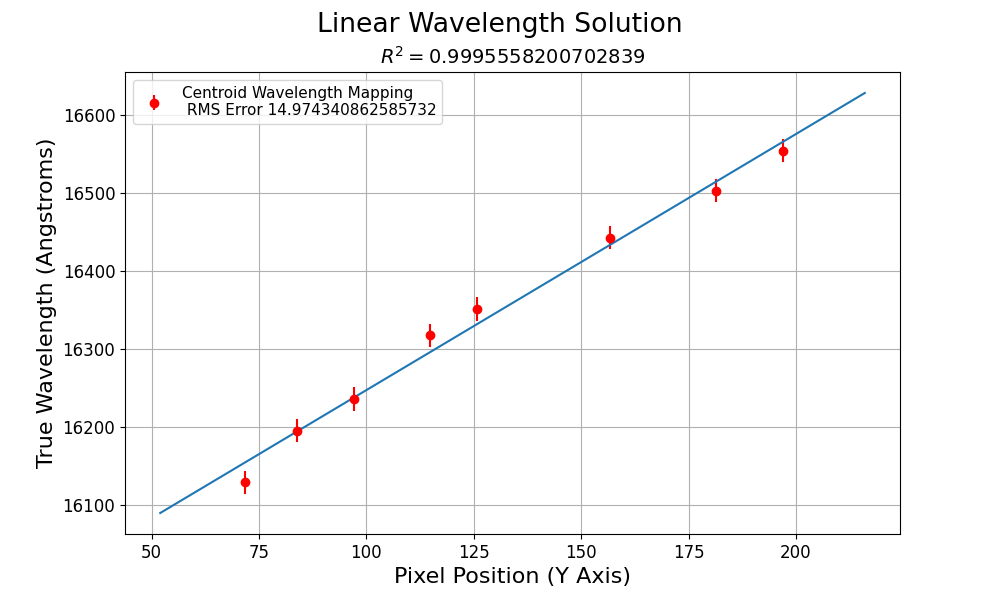 Linear Wavelength Solution
R² = 0.9995558200702839
Centroid Wavelength Mapping
RMS Error 14.974340862585732
True Wavelength (Angstroms)
16600
16500
16400
16300
16200
16100
50 75 100 125 150 175 200
Pixel Position (Y Axis)